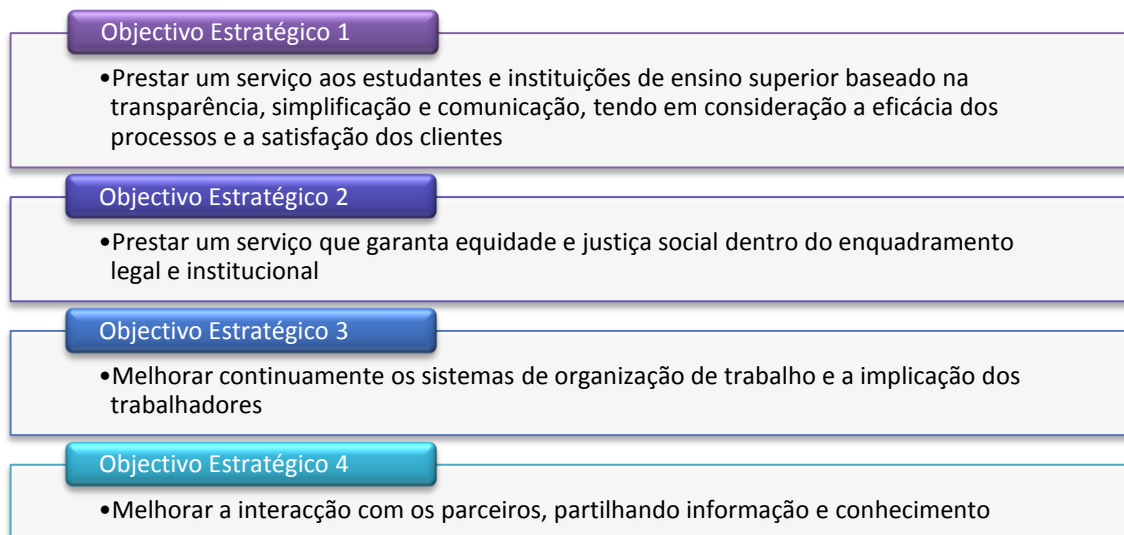 Objectivo Estratégico 1
•Prestar um serviço aos estudantes e instituições de ensino superior baseado na
transparência, simplificação e comunicação, tendo em consideração a eficácia dos
processos e a satisfação dos clientes
Objectivo Estratégico 2
•Prestar um serviço que garanta equidade e justiça social dentro do enquadramento
legal e institucional
Objectivo Estratégico 3
•Melhorar continuamente os sistemas de organização de trabalho e a implicação dos
trabalhadores
Objectivo Estratégico 4
•Melhorar a interacção com os parceiros, partilhando informação e conhecimento